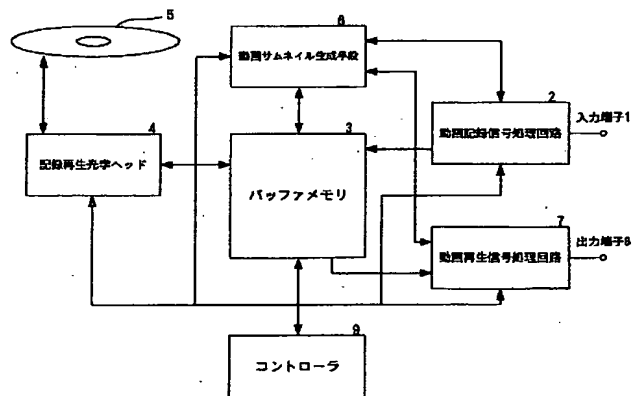 5
6
動画サムネイル生成手段
2
入力端子1
動画記録信号処理回路
4
記録再生光学ヘッド
3
バッファメモリ
7
出力端子8
動画再生信号処理回路
9
コントローラ